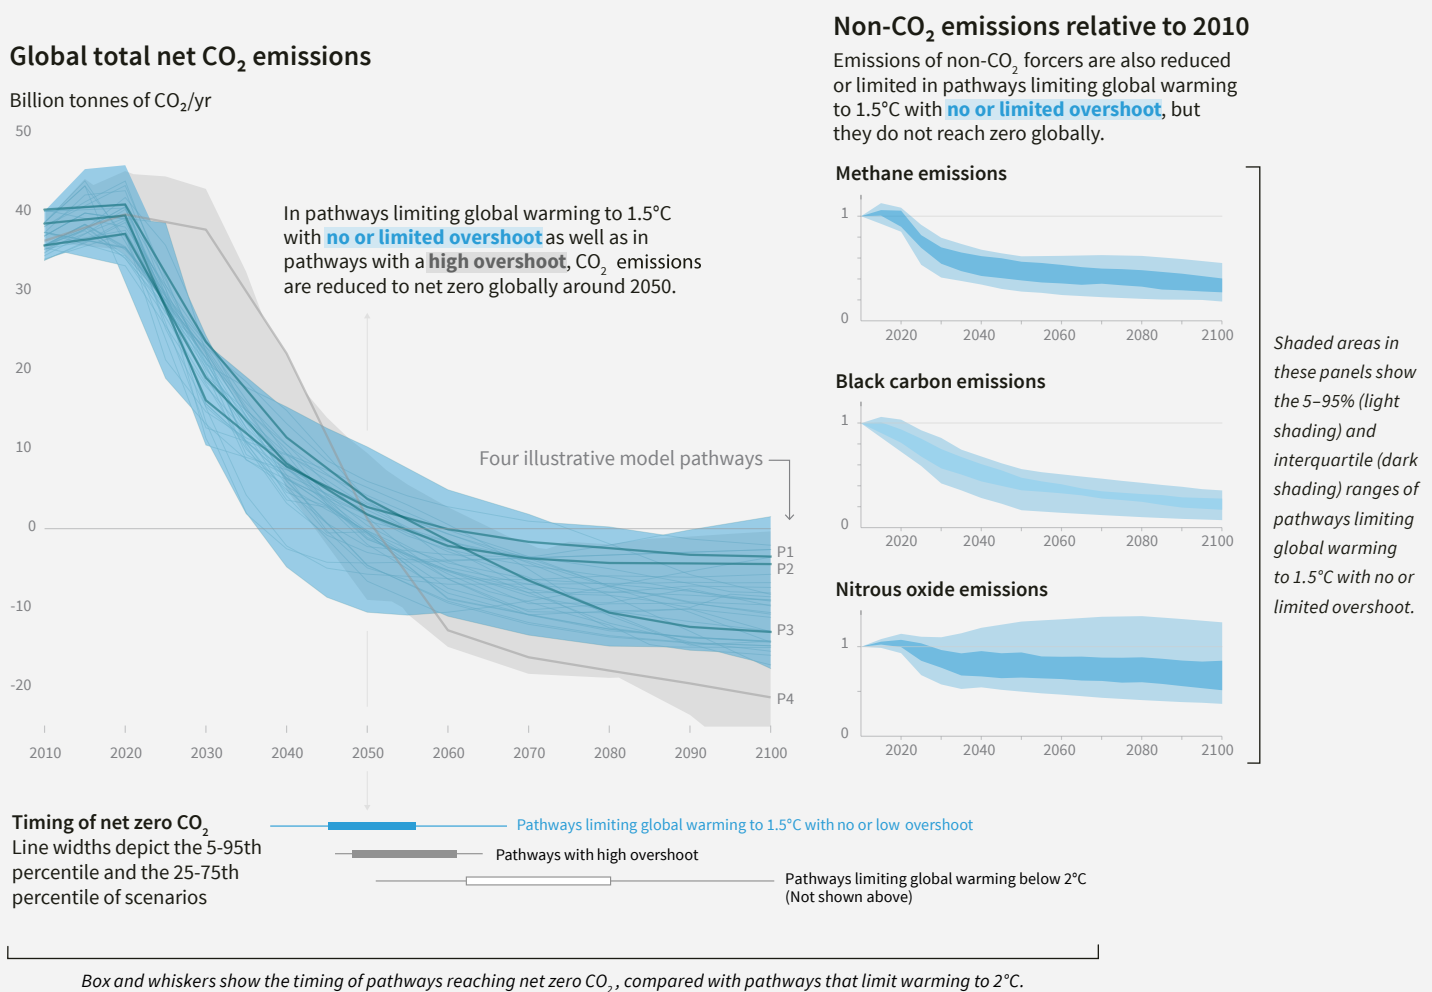 Global total net CO₂ emissions
Billion tonnes of CO₂/yr
50
40
30
20
10
0
-10
-20
2010 2020 2030 2040 2050 2060 2070 2080 2090 2100
In pathways limiting global warming to 1.5°C
with no or limited overshoot as well as in
pathways with a high overshoot, CO₂ emissions
are reduced to net zero globally around 2050.
Four illustrative model pathways
P1
P2
P3
P4
Non-CO₂ emissions relative to 2010
Emissions of non-CO₂ forcers are also reduced
or limited in pathways limiting global warming
to 1.5°C with no or limited overshoot, but
they do not reach zero globally.
Methane emissions
1
0
2020 2040 2060 2080 2100
Black carbon emissions
1
0
2020 2040 2060 2080 2100
Nitrous oxide emissions
1
0
2020 2040 2060 2080 2100
Shaded areas in
these panels show
the 5–95% (light
shading) and
interquartile (dark
shading) ranges of
pathways limiting
global warming
to 1.5°C with no or
limited overshoot.
Timing of net zero CO₂
Line widths depict the 5-95th
percentile and the 25-75th
percentile of scenarios
Pathways limiting global warming to 1.5°C with no or low overshoot
Pathways with high overshoot
Pathways limiting global warming below 2°C
(Not shown above)
Box and whiskers show the timing of pathways reaching net zero CO₂, compared with pathways that limit warming to 2°C.